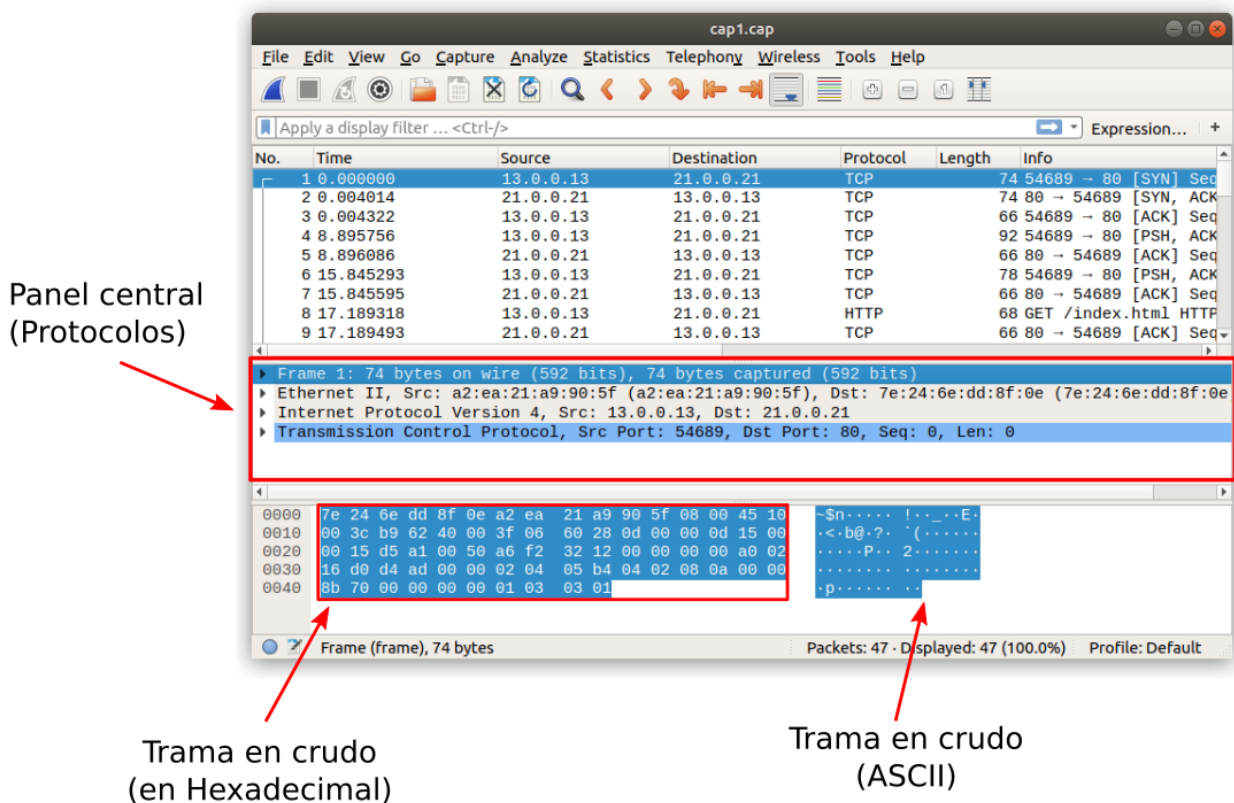 cap1.cap
File Edit View Go Capture Analyze Statistics Telephony Wireless Tools Help
Apply a display filter ... <Ctrl-/> Expression... +
No. Time Source Destination Protocol Length Info
1 0.000000 13.0.0.13 21.0.0.21 TCP 74 54689 → 80 [SYN] Seq
2 0.004014 21.0.0.21 13.0.0.13 TCP 74 80 → 54689 [SYN, ACK
3 0.004322 13.0.0.13 21.0.0.21 TCP 66 54689 → 80 [ACK] Seq
4 8.895756 13.0.0.13 21.0.0.21 TCP 92 54689 → 80 [PSH, ACK
5 8.896086 21.0.0.21 13.0.0.13 TCP 66 80 → 54689 [ACK] Seq
6 15.845293 13.0.0.13 21.0.0.21 TCP 78 54689 → 80 [PSH, ACK
7 15.845595 21.0.0.21 13.0.0.13 TCP 66 80 → 54689 [ACK] Seq
8 17.189318 13.0.0.13 21.0.0.21 HTTP 68 GET /index.html HTTP
9 17.189493 21.0.0.21 13.0.0.13 TCP 66 80 → 54689 [ACK] Seq
Panel central
(Protocolos)
Frame 1: 74 bytes on wire (592 bits), 74 bytes captured (592 bits)
Ethernet II, Src: a2:ea:21:a9:90:5f (a2:ea:21:a9:90:5f), Dst: 7e:24:6e:dd:8f:0e (7e:24:6e:dd:8f:0e
Internet Protocol Version 4, Src: 13.0.0.13, Dst: 21.0.0.21
Transmission Control Protocol, Src Port: 54689, Dst Port: 80, Seq: 0, Len: 0
0000 7e 24 6e dd 8f 0e a2 ea 21 a9 90 5f 08 00 45 10 ~$n····· !··_··E·
0010 00 3c b9 62 40 00 3f 06 60 28 0d 00 00 0d 15 00 ·<·b@·?· `(······
0020 00 15 d5 a1 00 50 a6 f2 32 12 00 00 00 00 a0 02 ·····P·· 2·······
0030 16 d0 d4 ad 00 00 02 04 05 b4 04 02 08 0a 00 00 ········ ········
0040 8b 70 00 00 00 00 01 03 03 01 ·p······ ··
Frame (frame), 74 bytes Packets: 47 · Displayed: 47 (100.0%) Profile: Default
Trama en crudo
(en Hexadecimal)
Trama en crudo
(ASCII)